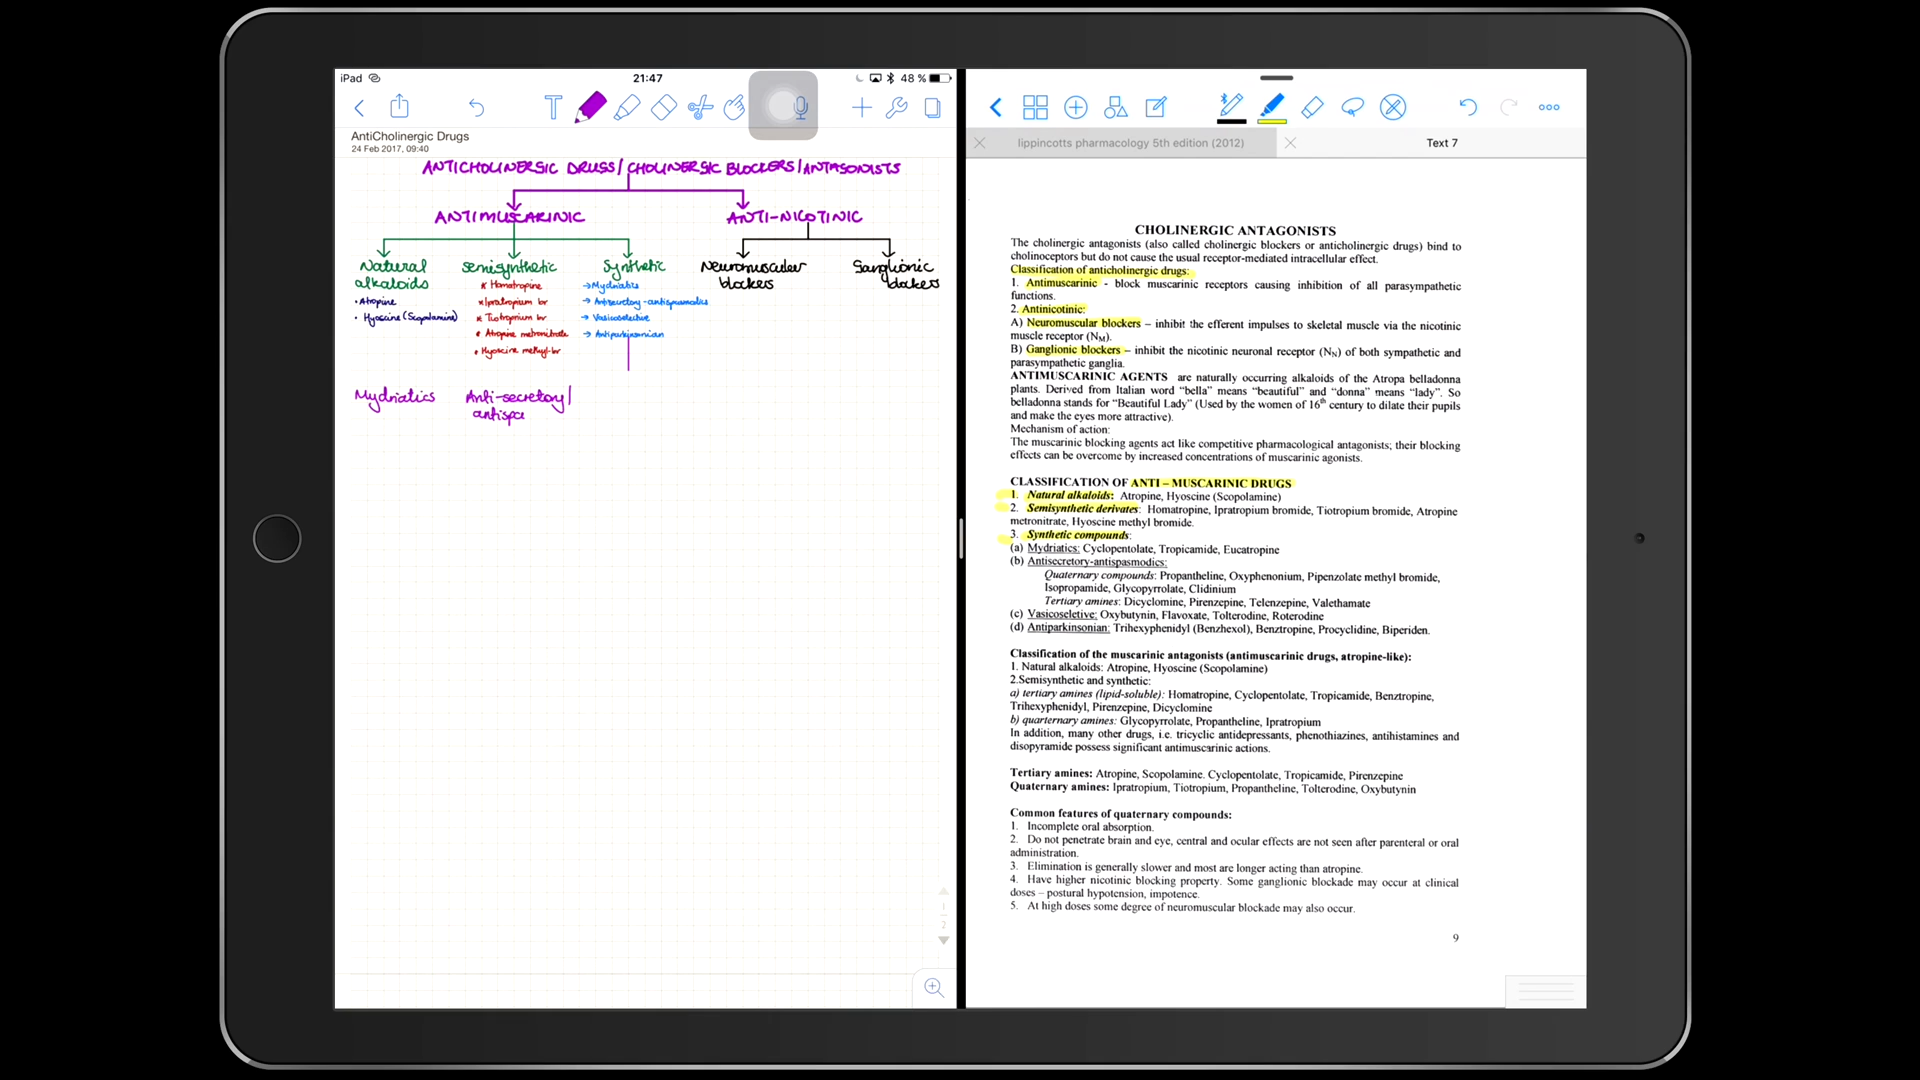 iPad
21:47
48 %
AntiCholinergic Drugs
24 Feb 2017, 09:40
ANTICHOLINERGIC DRUGS/CHOLINERGIC BLOCKERS/ANTAGONISTS
ANTIMUSCARINIC
ANTI-NICOTINIC
Natural
alkaloids
• Atropine
• Hyoscine (Scopolamine)
Semisynthetic
* Homatropine
* Ipratropium br
* Tiotropium br
* Atropine metronitrate
* Hyoscine methyl-br
Synthetic
→ Mydriatics
→ Antisecretory-antispasmodics
→ Vasicoselective
→ Antiparkinsonian
Neuromuscular
blockers
Ganglionic
blockers
Mydriatics
Anti-secretory/
antispa
1
2
T
lippincotts pharmacology 5th edition (2012)
Text 7
CHOLINERGIC ANTAGONISTS
The cholinergic antagonists (also called cholinergic blockers or anticholinergic drugs) bind to
cholinoceptors but do not cause the usual receptor-mediated intracellular effect.
Classification of anticholinergic drugs:
1. Antimuscarinic - block muscarinic receptors causing inhibition of all parasympathetic
functions.
2. Antinicotinic:
A) Neuromuscular blockers – inhibit the efferent impulses to skeletal muscle via the nicotinic
muscle receptor (NM).
B) Ganglionic blockers – inhibit the nicotinic neuronal receptor (NN) of both sympathetic and
parasympathetic ganglia.
ANTIMUSCARINIC AGENTS are naturally occurring alkaloids of the Atropa belladonna
plants. Derived from Italian word “bella” means “beautiful” and “donna” means “lady”. So
belladonna stands for “Beautiful Lady” (Used by the women of 16th century to dilate their pupils
and make the eyes more attractive).
Mechanism of action:
The muscarinic blocking agents act like competitive pharmacological antagonists; their blocking
effects can be overcome by increased concentrations of muscarinic agonists.
CLASSIFICATION OF ANTI – MUSCARINIC DRUGS
1. Natural alkaloids: Atropine, Hyoscine (Scopolamine)
2. Semisynthetic derivates: Homatropine, Ipratropium bromide, Tiotropium bromide, Atropine
metronitrate, Hyoscine methyl bromide.
3. Synthetic compounds:
(a) Mydriatics: Cyclopentolate, Tropicamide, Eucatropine
(b) Antisecretory-antispasmodics:
Quaternary compounds: Propantheline, Oxyphenonium, Pipenzolate methyl bromide,
Isopropamide, Glycopyrrolate, Clidinium
Tertiary amines: Dicyclomine, Pirenzepine, Telenzepine, Valethamate
(c) Vasicoseletive: Oxybutynin, Flavoxate, Tolterodine, Roterodine
(d) Antiparkinsonian: Trihexyphenidyl (Benzhexol), Benztropine, Procyclidine, Biperiden.
Classification of the muscarinic antagonists (antimuscarinic drugs, atropine-like):
1. Natural alkaloids: Atropine, Hyoscine (Scopolamine)
2.Semisynthetic and synthetic:
a) tertiary amines (lipid-soluble): Homatropine, Cyclopentolate, Tropicamide, Benztropine,
Trihexyphenidyl, Pirenzepine, Dicyclomine
b) quarternary amines: Glycopyrrolate, Propantheline, Ipratropium
In addition, many other drugs, i.e. tricyclic antidepressants, phenothiazines, antihistamines and
disopyramide possess significant antimuscarinic actions.
Tertiary amines: Atropine, Scopolamine. Cyclopentolate, Tropicamide, Pirenzepine
Quaternary amines: Ipratropium, Tiotropium, Propantheline, Tolterodine, Oxybutynin
Common features of quaternary compounds:
1. Incomplete oral absorption.
2. Do not penetrate brain and eye, central and ocular effects are not seen after parenteral or oral
administration.
3. Elimination is generally slower and most are longer acting than atropine.
4. Have higher nicotinic blocking property. Some ganglionic blockade may occur at clinical
doses – postural hypotension, impotence.
5. At high doses some degree of neuromuscular blockade may also occur.
9